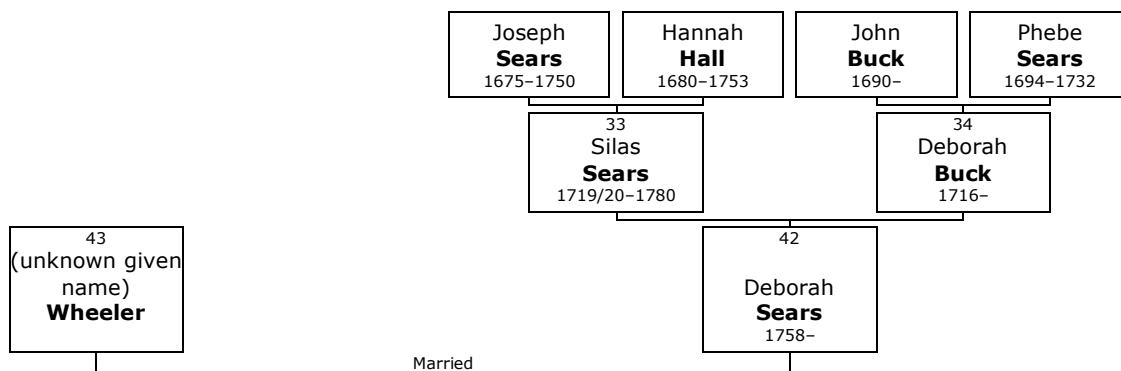 Joseph
Sears
1675–1750
Hannah
Hall
1680–1753
John
Buck
1690–
Phebe
Sears
1694–1732
33
Silas
Sears
1719/20–1780
34
Deborah
Buck
1716–
43
(unknown given
name)
Wheeler
42
Deborah
Sears
1758–
Married